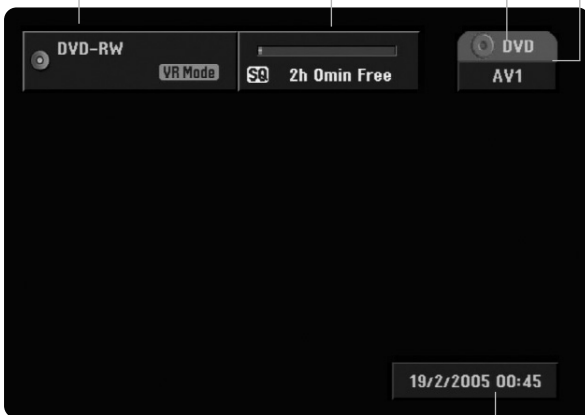 DVD-RW
VR Mode
SQ 2h 0min Free
DVD
AV1
19/2/2005 00:45